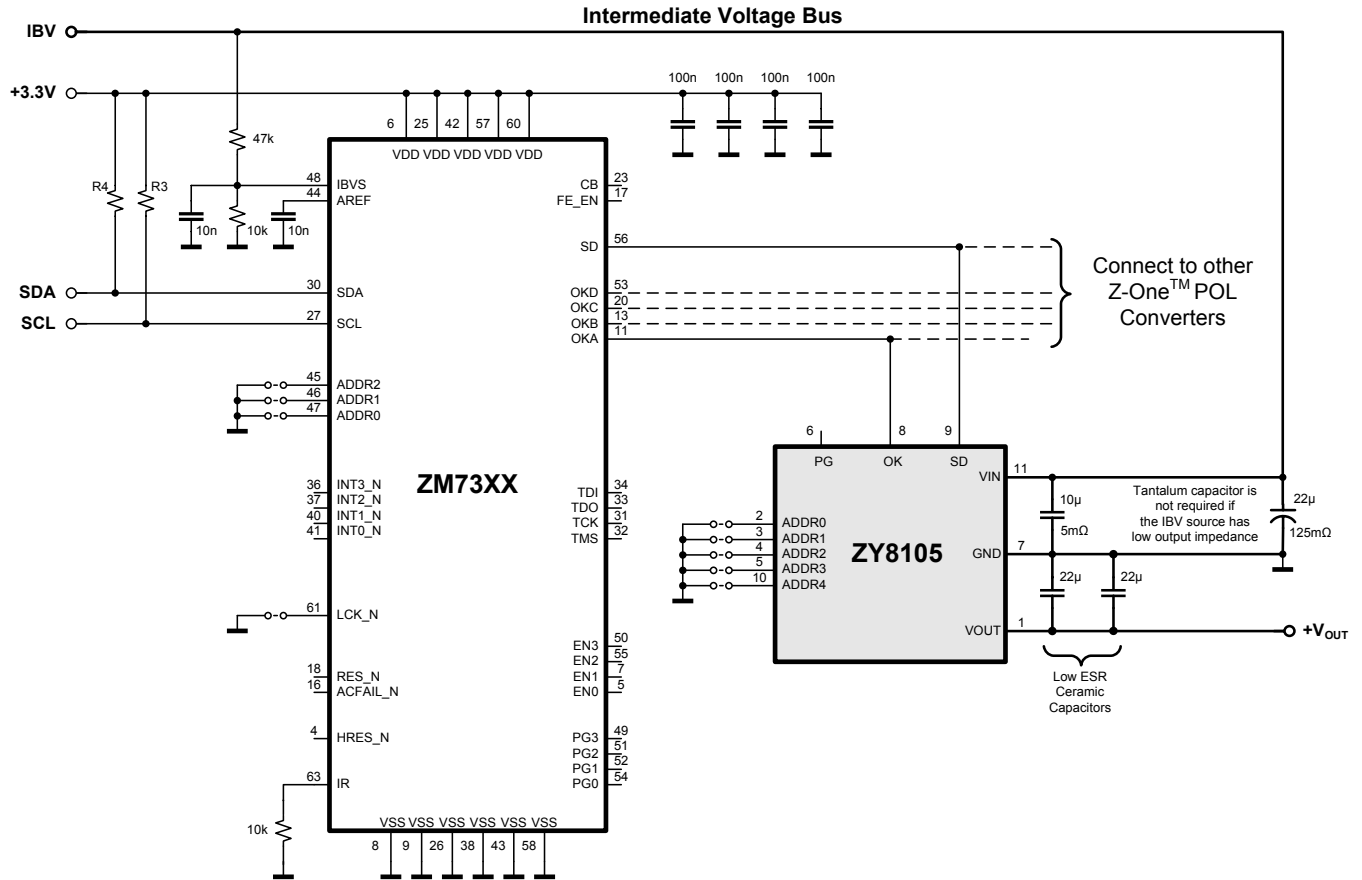 Intermediate Voltage Bus
IBV
+3.3V
100n 100n 100n 100n
6 25 42 57 60
VDD VDD VDD VDD VDD
47k
48 IBVS
44 AREF
R4
R3
10n
10k
10n
CB 23
FE_EN 17
SD 56
SDA
30 SDA
SCL
27 SCL
OKD 53
OKC 20
OKB 13
OKA 11
Connect to other
Z-One™ POL
Converters
45 ADDR2
46 ADDR1
47 ADDR0
ZM73XX
36 INT3_N
37 INT2_N
40 INT1_N
41 INT0_N
TDI 34
TDO 33
TCK 31
TMS 32
61 LCK_N
18 RES_N
16 ACFAIL_N
4 HRES_N
63 IR
10k
EN3 50
EN2 55
EN1 7
EN0 5
PG3 49
PG2 51
PG1 52
PG0 54
VSS VSS VSS VSS VSS VSS
8 9 26 38 43 58
6 8 9
PG OK SD
VIN 11
2 ADDR0
3 ADDR1
4 ADDR2
5 ADDR3
10 ADDR4
ZY8105
GND 7
VOUT 1
10µ
5mΩ
Tantalum capacitor is
not required if
the IBV source has
low output impedance
22µ
125mΩ
22µ
22µ
+VOUT
Low ESR
Ceramic
Capacitors